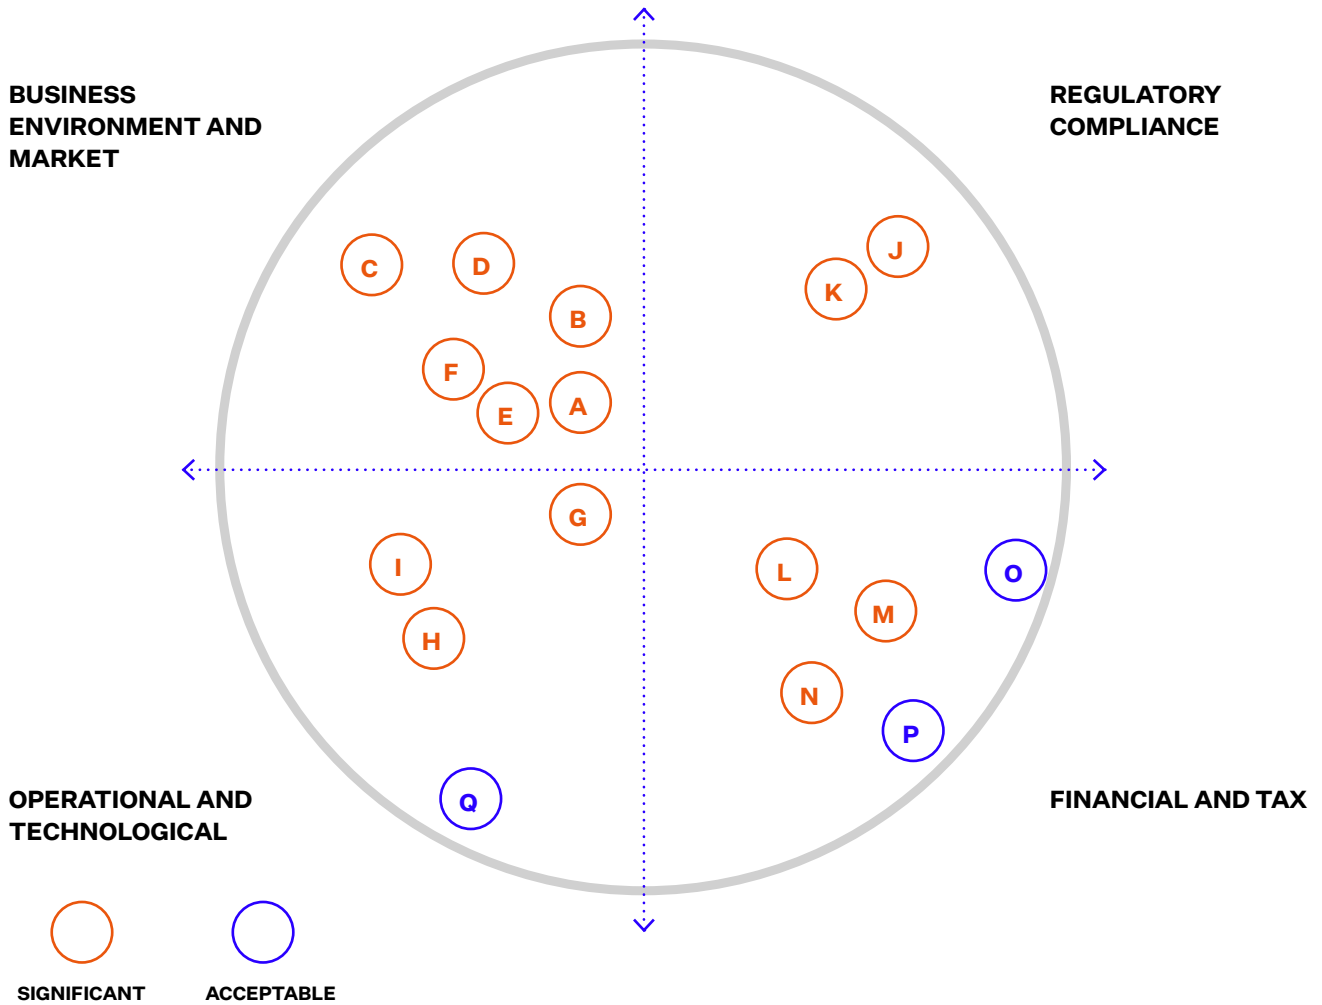 BUSINESS
ENVIRONMENT AND
MARKET
REGULATORY
COMPLIANCE
C
D
B
F
E
A
J
K
G
I
H
Q
L
M
N
O
P
OPERATIONAL AND
TECHNOLOGICAL
FINANCIAL AND TAX
SIGNIFICANT
ACCEPTABLE